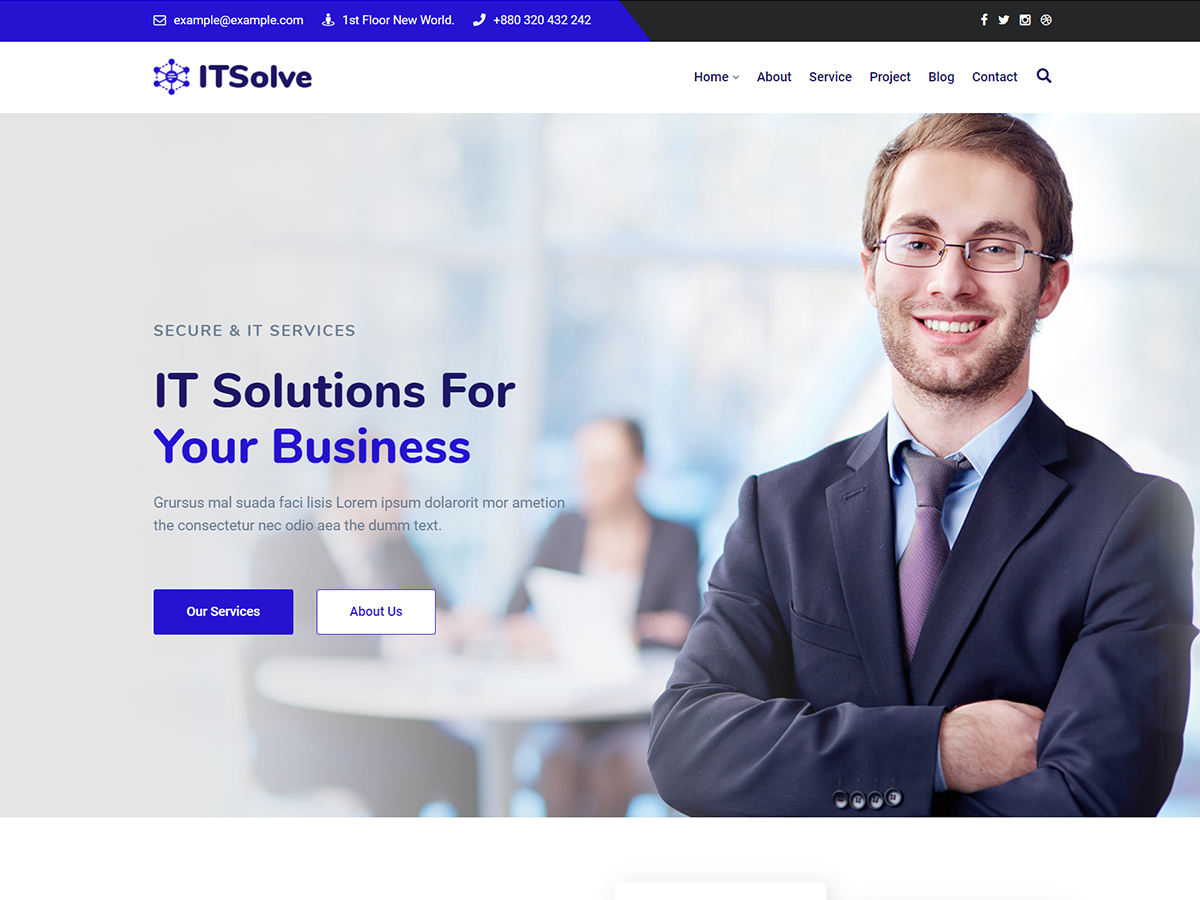 example@example.com 1st Floor New World. +880 320 432 242
ITSolve
Home About Service Project Blog Contact
SECURE & IT SERVICES
IT Solutions For
Your Business
Grursus mal suada faci lisis Lorem ipsum dolarorit mor ametion
the consectetur nec odio aea the dumm text.
Our Services About Us